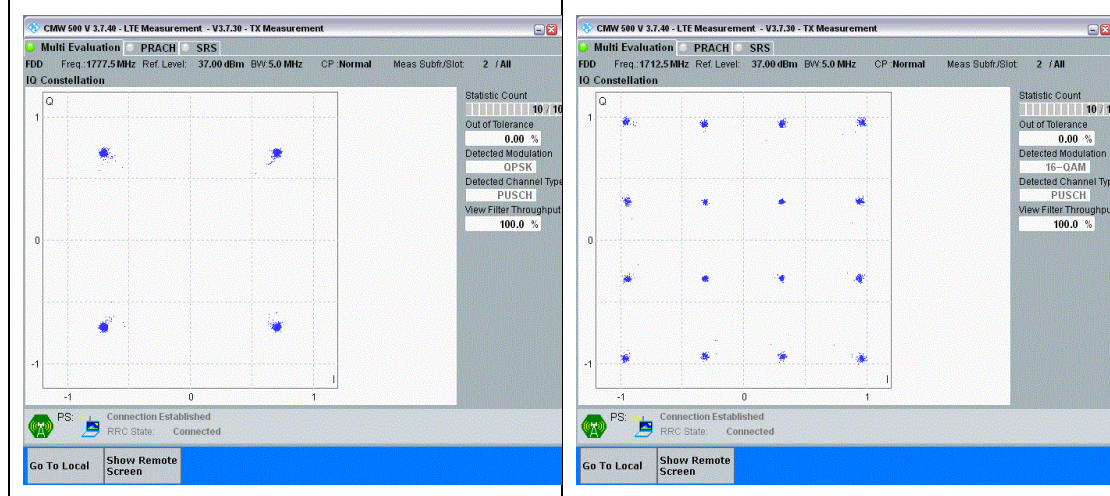 CMW 500 V 3.7.40 - LTE Measurement - V3.7.30 - TX Measurement
Multi Evaluation PRACH SRS
FDD Freq.:1777.5 MHz Ref. Level: 37.00 dBm BW:5.0 MHz CP :Normal Meas Subfr./Slot: 2 / All
IQ Constellation
Q
1
0
-1
-1 0 1
I
Statistic Count
10 / 10
Out of Tolerance
0.00 %
Detected Modulation
QPSK
Detected Channel Type
PUSCH
View Filter Throughput
100.0 %
PS: Connection Established
RRC State: Connected
Go To Local
Show Remote
Screen
CMW 500 V 3.7.40 - LTE Measurement - V3.7.30 - TX Measurement
Multi Evaluation PRACH SRS
FDD Freq.:1712.5 MHz Ref. Level: 37.00 dBm BW:5.0 MHz CP :Normal Meas Subfr./Slot: 2 / All
IQ Constellation
Q
1
0
-1
-1 0 1
I
Statistic Count
10 / 1
Out of Tolerance
0.00 %
Detected Modulation
16-QAM
Detected Channel Typ
PUSCH
View Filter Throughpu
100.0 %
PS: Connection Established
RRC State: Connected
Go To Local
Show Remote
Screen